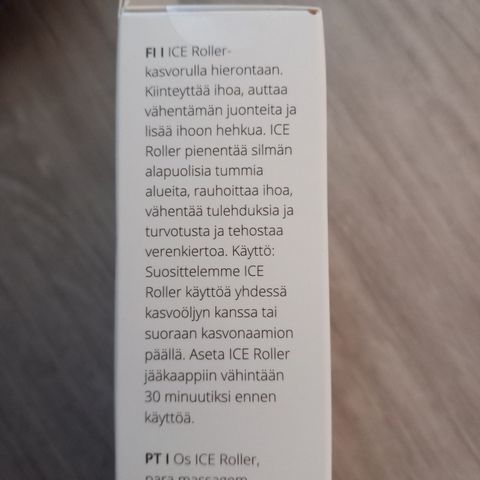 FI I ICE Roller-
kasvorulla hierontaan.
Kiinteyttää ihoa, auttaa
vähentämän juonteita ja
lisää ihoon hehkua. ICE
Roller pienentää silmän
alapuolisia tummia
alueita, rauhoittaa ihoa,
vähentää tulehduksia ja
turvotusta ja tehostaa
verenkiertoa. Käyttö:
Suosittelemme ICE
Roller käyttöä yhdessä
kasvoöljyn kanssa tai
suoraan kasvonaamion
päällä. Aseta ICE Roller
jääkaappiin vähintään
30 minuutiksi ennen
käyttöä.
PT I Os ICE Roller,
para massagem